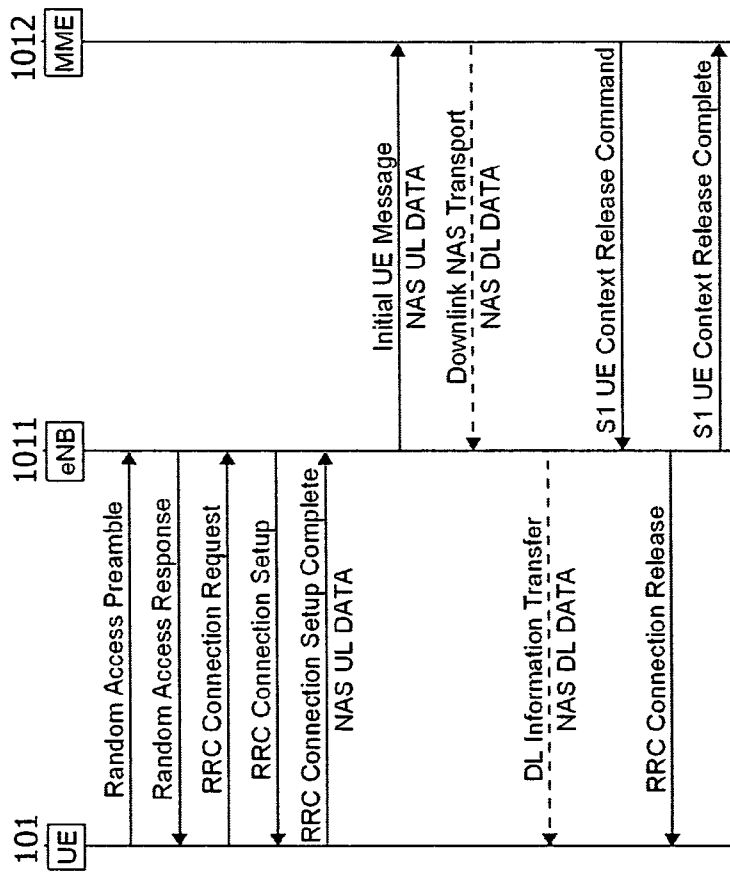 101
UE
1011
eNB
1012
MME
Random Access Preamble
Random Access Response
RRC Connection Request
RRC Connection Setup
RRC Connection Setup Complete
NAS UL DATA
Initial UE Message
NAS UL DATA
Downlink NAS Transport
NAS DL DATA
DL Information Transfer
NAS DL DATA
S1 UE Context Release Command
RRC Connection Release
S1 UE Context Release Complete